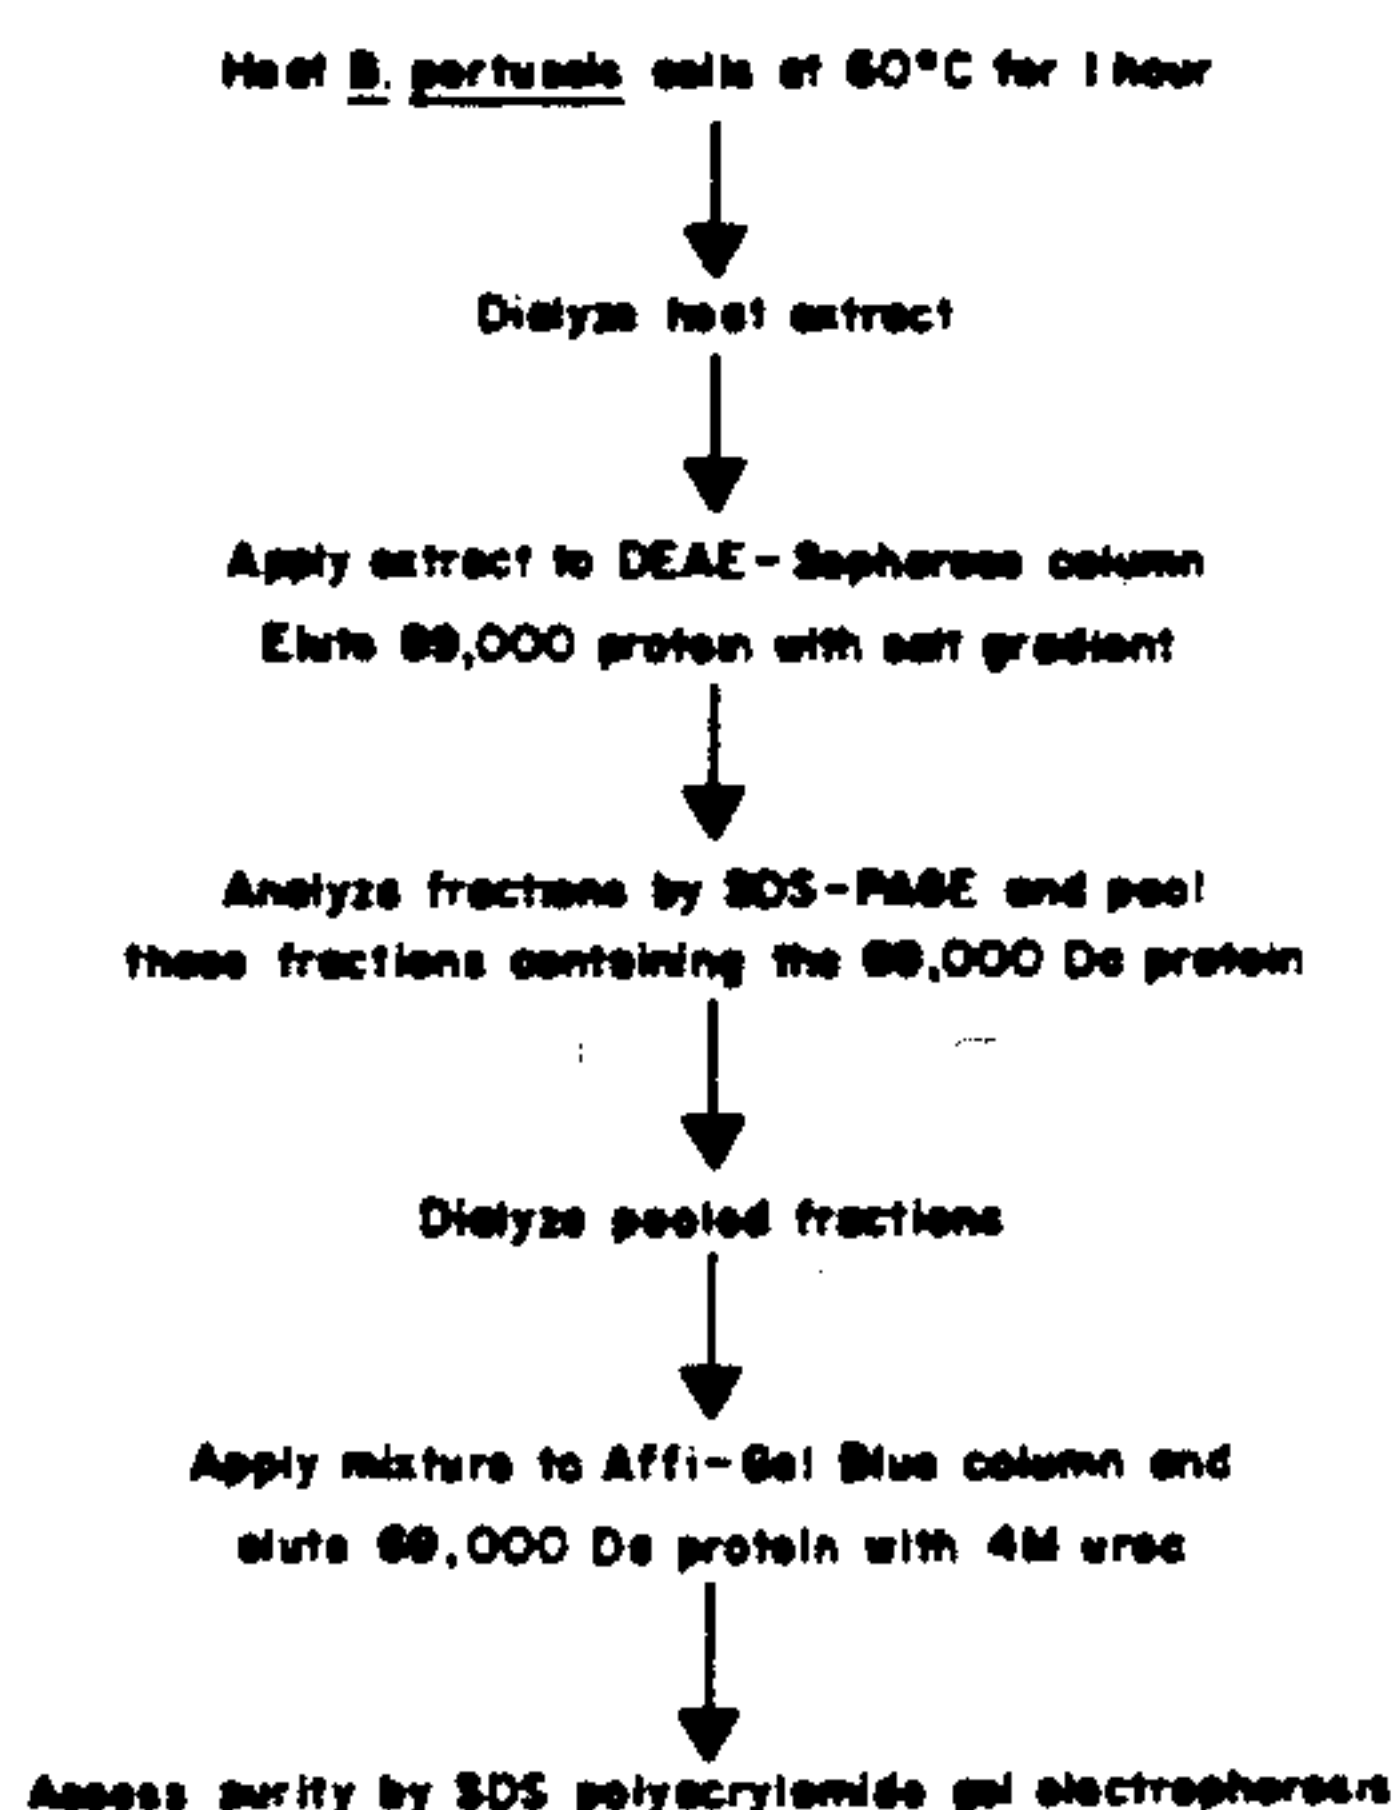 Heat B. pertussis cells at 60°C for 1 hour
Dialyze heat extract
Apply extract to DEAE-Sepharose column
Elute 69,000 protein with salt gradient
Analyze fractions by SDS-PAGE and pool
those fractions containing the 69,000 Da protein
Dialyze pooled fractions
Apply mixture to Affi-Gel Blue column and
elute 69,000 Da protein with 4M urea
Assess purity by SDS polyacrylamide gel electrophoresis